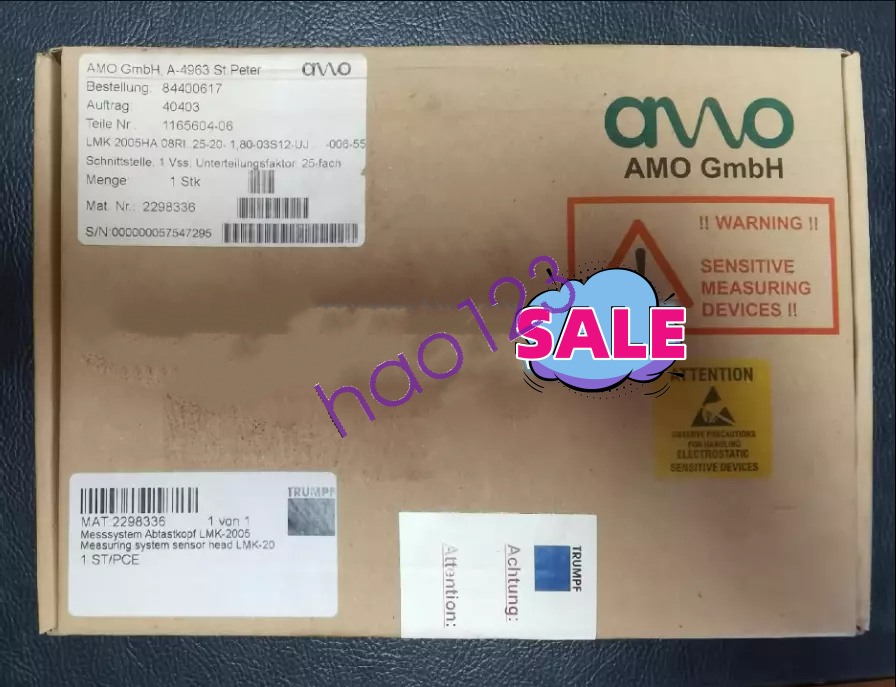 AMO GmbH, A-4963 St Peter
amo
Bestellung: 84400617
Auftrag 40403
Teile Nr 1165604-06
LMK 2005HA 08RI 25-20- 1,80-03S12-UJ -006-55
Schnittstelle: 1 Vss, Unterteilungsfaktor: 25-fach
Menge 1 Stk
Mat. Nr.: 2298336
S/N:000000057547295
amo
AMO GmbH
!! WARNING !!
SENSITIVE
MEASURING
DEVICES !!
hao123
SALE
ATTENTION
OBSERVE PRECAUTIONS
FOR HANDLING
ELECTROSTATIC
SENSITIVE DEVICES
TRUMPF
MAT:2298336 1 von 1
Messsystem Abtastkopf LMK-2005
Measuring system sensor head LMK-20
1 ST/PCE
TRUMPF
Achtung:
Attention: